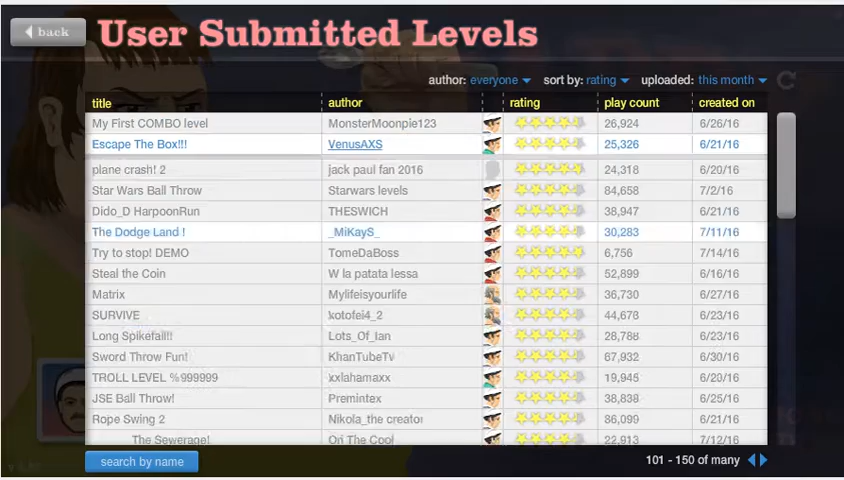 back
User Submitted Levels
author: everyone sort by: rating uploaded: this month
title author rating play count created on
My First COMBO level MonsterMoonpie123 26,924 6/26/16
Escape The Box!!! VenusAXS 25,326 6/21/16
plane crash! 2 jack paul fan 2016 24,318 6/20/16
Star Wars Ball Throw Starwars levels 84,658 7/2/16
Dido_D HarpoonRun THESWICH 38,947 6/21/16
The Dodge Land ! _MiKayS_ 30,283 7/11/16
Try to stop! DEMO TomeDaBoss 6,756 7/14/16
Steal the Coin W la patata lessa 52,899 6/16/16
Matrix Mylifeisyourlife 36,730 6/27/16
SURVIVE kotofei4_2 44,678 6/23/16
Long Spikefall!!! Lots_Of_Ian 28,788 6/23/16
Sword Throw Fun! KhanTubeTv 67,932 6/30/16
TROLL LEVEL %999999 xxlahamaxx 19,945 6/20/16
JSE Ball Throw! Premintex 38,838 6/25/16
Rope Swing 2 Nikola_the creator 86,099 6/21/16
The Sewerage! Ori The Cool 22,913 7/12/16
search by name 101 - 150 of many